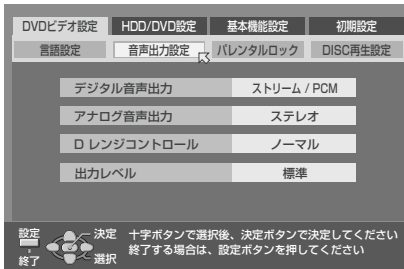 DVDビデオ設定 HDD/DVD設定 基本機能設定 初期設定
言語設定 音声出力設定 パレンタルロック DISC再生設定
デジタル音声出力 ストリーム / PCM
アナログ音声出力 ステレオ
D レンジコントロール ノーマル
出力レベル 標準
設定 決定 十字ボタンで選択後、決定ボタンで決定してください
終了する場合は、設定ボタンを押してください
終了 選択